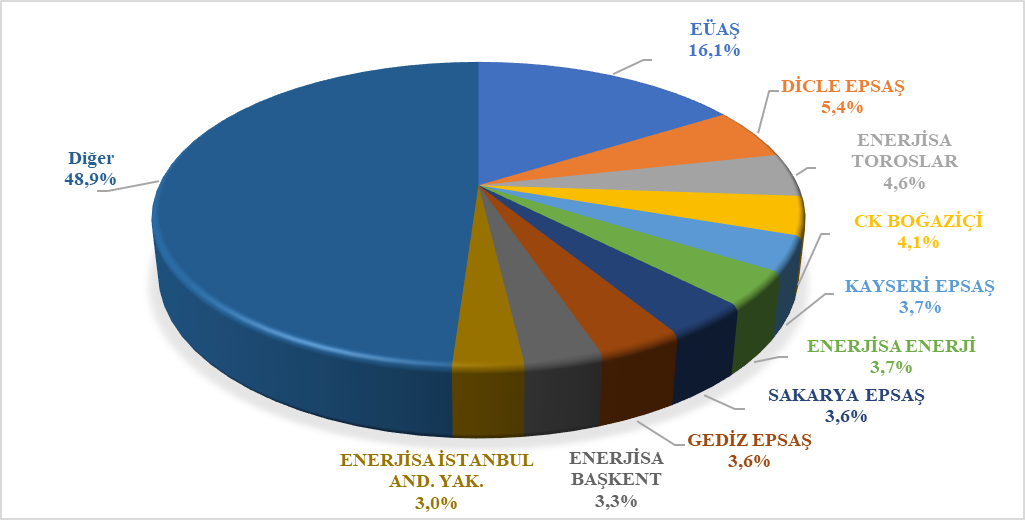 EÜAŞ
16,1%
DİCLE EPSAŞ
5,4%
ENERJİSA
TOROSLAR
4,6%
CK BOĞAZİÇİ
4,1%
KAYSERİ EPSAŞ
3,7%
ENERJİSA ENERJİ
3,7%
SAKARYA EPSAŞ
3,6%
GEDİZ EPSAŞ
3,6%
ENERJİSA
BAŞKENT
3,3%
ENERJİSA İSTANBUL
AND. YAK.
3,0%
Diğer
48,9%